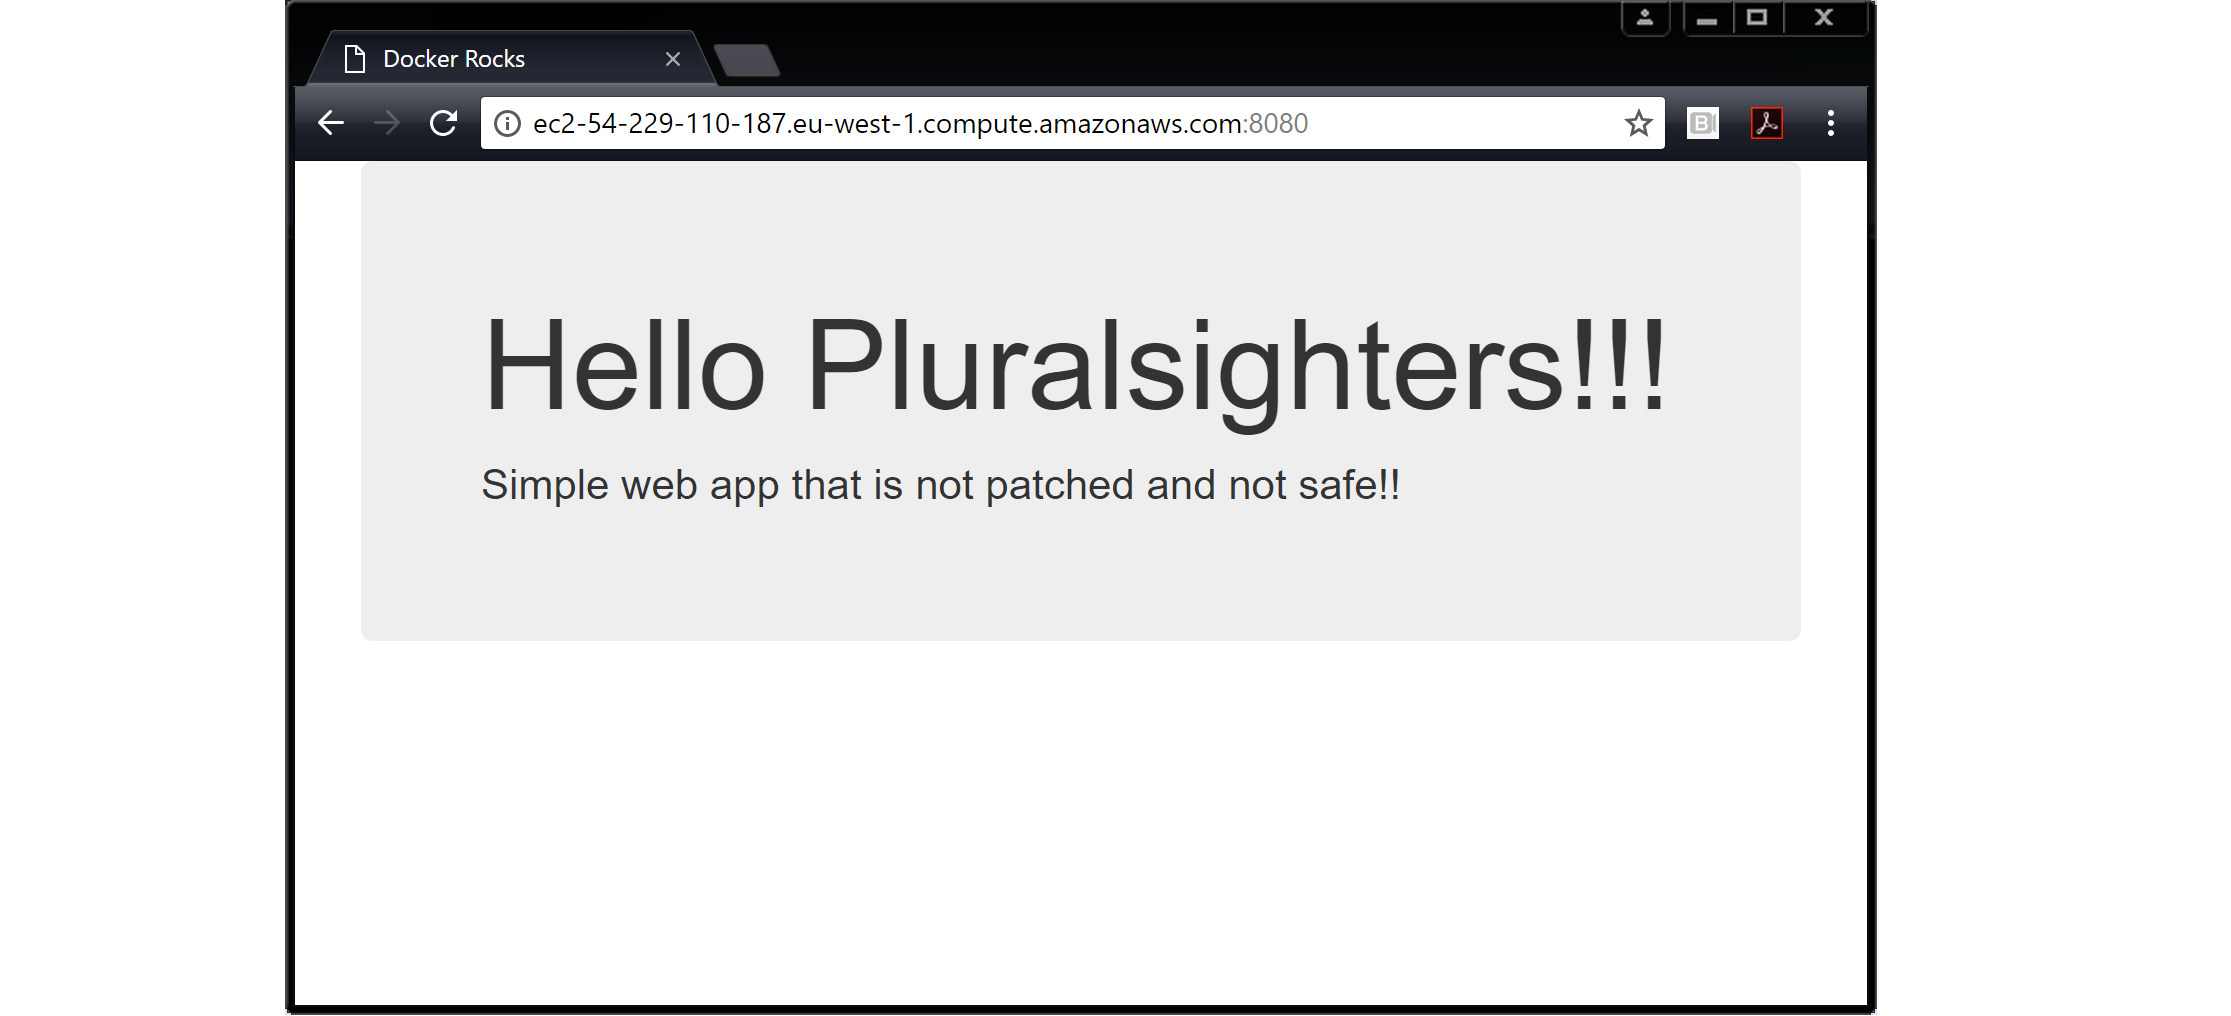 Docker Rocks
ec2-54-229-110-187.eu-west-1.compute.amazonaws.com:8080
Hello Pluralsighters!!!
Simple web app that is not patched and not safe!!